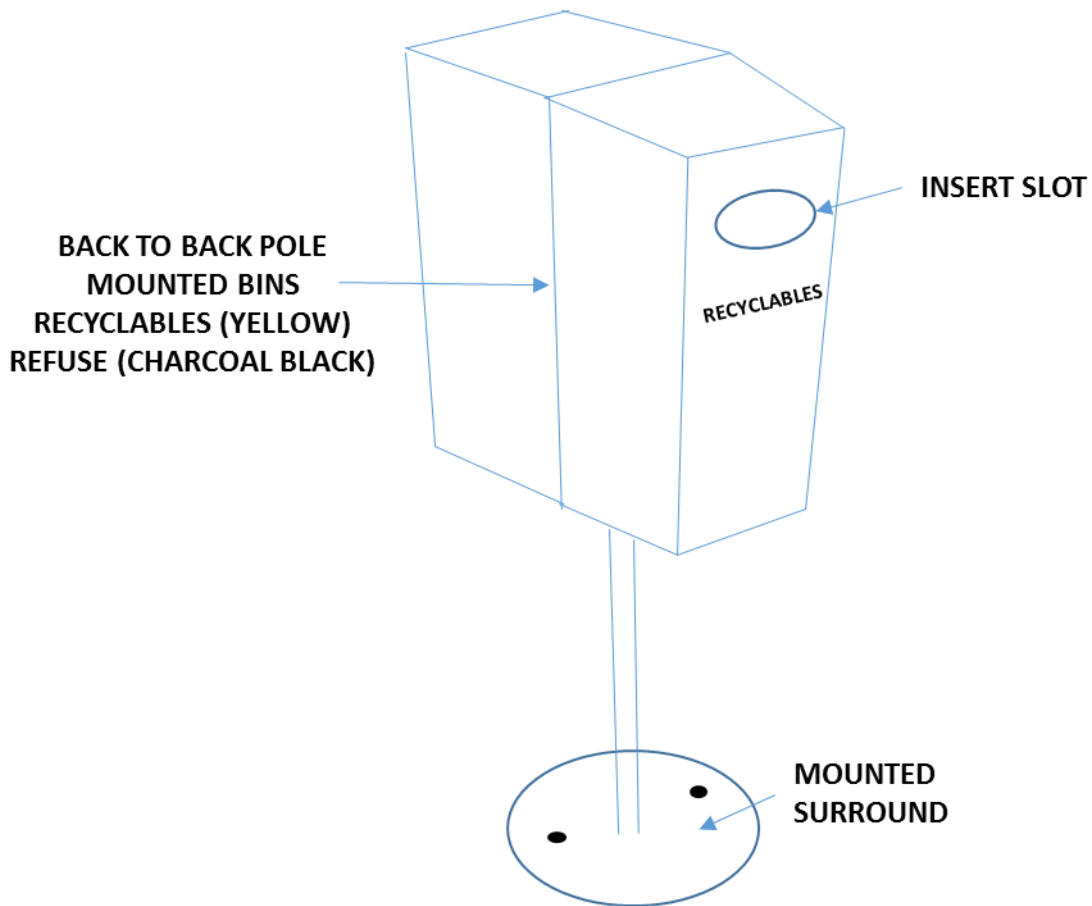 INSERT SLOT
BACK TO BACK POLE
MOUNTED BINS
RECYCLABLES (YELLOW)
REFUSE (CHARCOAL BLACK)
RECYCLABLES
MOUNTED
SURROUND